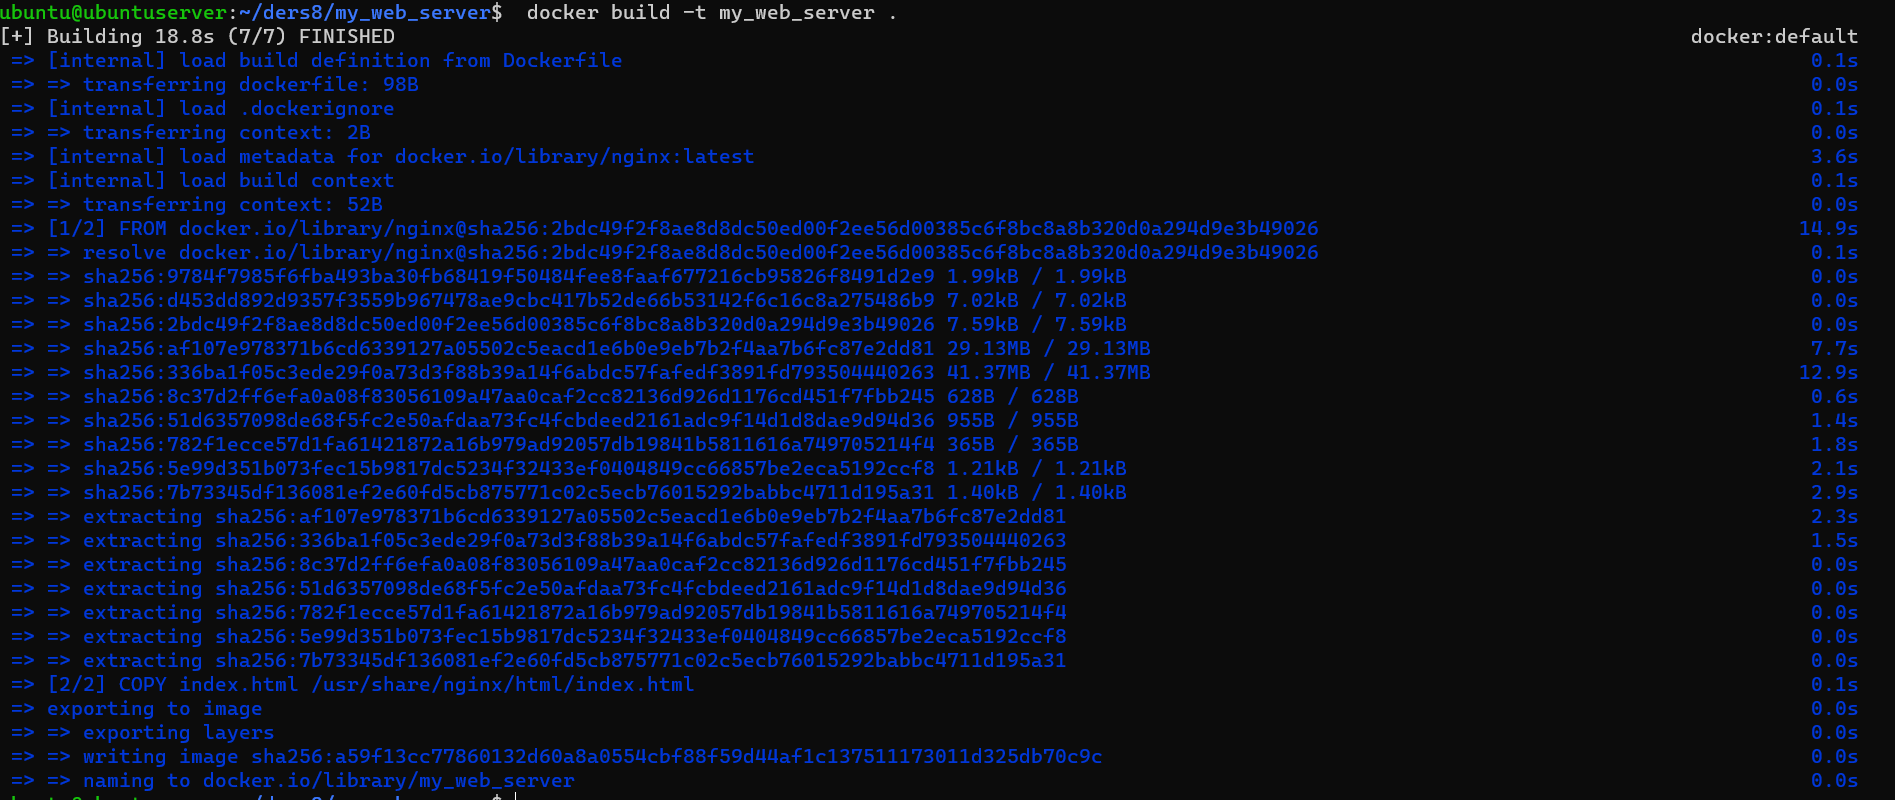 ubuntu@ubuntuserver:~/ders8/my_web_server$  docker build -t my_web_server .
[+] Building 18.8s (7/7) FINISHED docker:default
=> [internal] load build definition from Dockerfile 0.1s
=> => transferring dockerfile: 98B 0.0s
=> [internal] load .dockerignore 0.1s
=> => transferring context: 2B 0.0s
=> [internal] load metadata for docker.io/library/nginx:latest 3.6s
=> [internal] load build context 0.1s
=> => transferring context: 52B 0.0s
=> [1/2] FROM docker.io/library/nginx@sha256:2bdc49f2f8ae8d8dc50ed00f2ee56d00385c6f8bc8a8b320d0a294d9e3b49026 14.9s
=> => resolve docker.io/library/nginx@sha256:2bdc49f2f8ae8d8dc50ed00f2ee56d00385c6f8bc8a8b320d0a294d9e3b49026 0.1s
=> => sha256:9784f7985f6fba493ba30fb68419f50484fee8faaf677216cb95826f8491d2e9 1.99kB / 1.99kB 0.0s
=> => sha256:d453dd892d9357f3559b967478ae9cbc417b52de66b53142f6c16c8a275486b9 7.02kB / 7.02kB 0.0s
=> => sha256:2bdc49f2f8ae8d8dc50ed00f2ee56d00385c6f8bc8a8b320d0a294d9e3b49026 7.59kB / 7.59kB 0.0s
=> => sha256:af107e978371b6cd6339127a05502c5eacd1e6b0e9eb7b2f4aa7b6fc87e2dd81 29.13MB / 29.13MB 7.7s
=> => sha256:336ba1f05c3ede29f0a73d3f88b39a14f6abdc57fafedf3891fd793504440263 41.37MB / 41.37MB 12.9s
=> => sha256:8c37d2ff6efa0a08f83056109a47aa0caf2cc82136d926d1176cd451f7fbb245 628B / 628B 0.6s
=> => sha256:51d6357098de68f5fc2e50afdaa73fc4fcbdeed2161adc9f14d1d8dae9d94d36 955B / 955B 1.4s
=> => sha256:782f1ecce57d1fa61421872a16b979ad92057db19841b5811616a749705214f4 365B / 365B 1.8s
=> => sha256:5e99d351b073fec15b9817dc5234f32433ef0404849cc66857be2eca5192ccf8 1.21kB / 1.21kB 2.1s
=> => sha256:7b73345df136081ef2e60fd5cb875771c02c5ecb76015292babbc4711d195a31 1.40kB / 1.40kB 2.9s
=> => extracting sha256:af107e978371b6cd6339127a05502c5eacd1e6b0e9eb7b2f4aa7b6fc87e2dd81 2.3s
=> => extracting sha256:336ba1f05c3ede29f0a73d3f88b39a14f6abdc57fafedf3891fd793504440263 1.5s
=> => extracting sha256:8c37d2ff6efa0a08f83056109a47aa0caf2cc82136d926d1176cd451f7fbb245 0.0s
=> => extracting sha256:51d6357098de68f5fc2e50afdaa73fc4fcbdeed2161adc9f14d1d8dae9d94d36 0.0s
=> => extracting sha256:782f1ecce57d1fa61421872a16b979ad92057db19841b5811616a749705214f4 0.0s
=> => extracting sha256:5e99d351b073fec15b9817dc5234f32433ef0404849cc66857be2eca5192ccf8 0.0s
=> => extracting sha256:7b73345df136081ef2e60fd5cb875771c02c5ecb76015292babbc4711d195a31 0.0s
=> [2/2] COPY index.html /usr/share/nginx/html/index.html 0.1s
=> exporting to image 0.0s
=> => exporting layers 0.0s
=> => writing image sha256:a59f13cc77860132d60a8a0554cbf88f59d44af1c137511173011d325db70c9c 0.0s
=> => naming to docker.io/library/my_web_server 0.0s